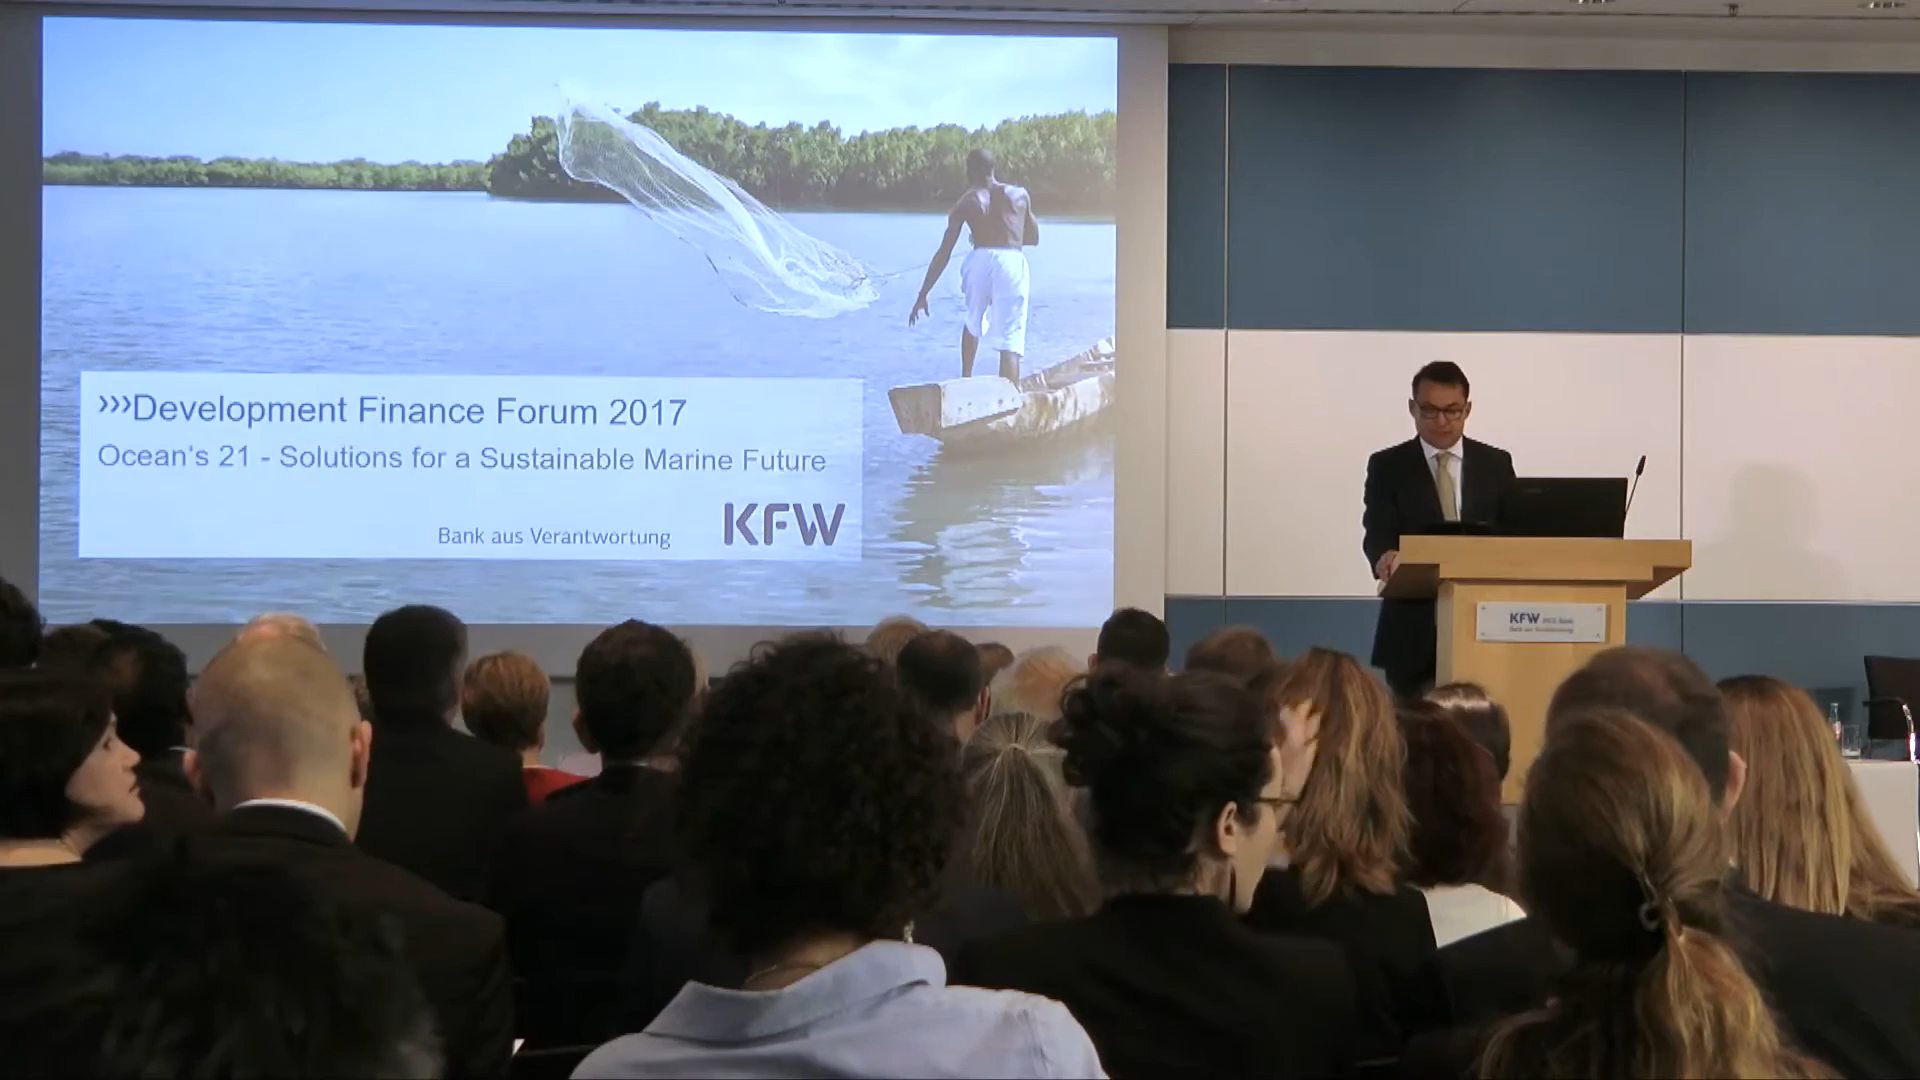 ›››Development Finance Forum 2017
Ocean's 21 - Solutions for a Sustainable Marine Future
Bank aus Verantwortung
KFW
KFW
Bank aus Verantwortung